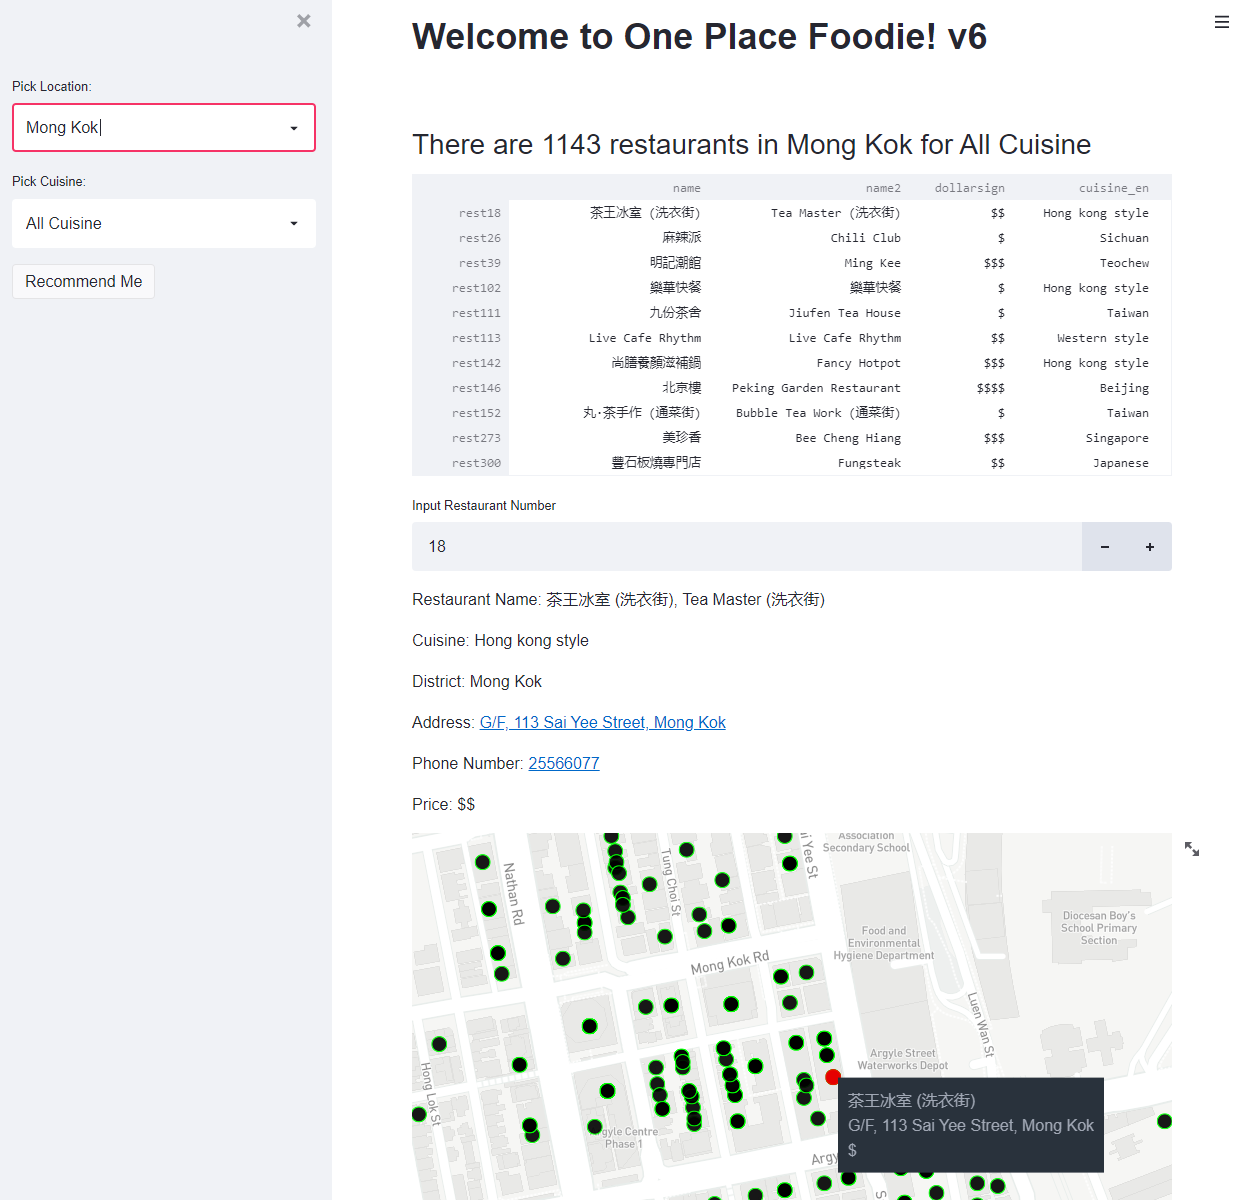 Welcome to One Place Foodie! v6
Pick Location:
Mong Kok
Pick Cuisine:
All Cuisine
Recommend Me
There are 1143 restaurants in Mong Kok for All Cuisine
name name2 dollarsign cuisine_en
rest18 茶王冰室 (洗衣街) Tea Master (洗衣街) $$ Hong kong style
rest26 麻辣派 Chili Club $ Sichuan
rest39 明記潮館 Ming Kee $$$ Teochew
rest102 樂華快餐 樂華快餐 $ Hong kong style
rest111 九份茶舍 Jiufen Tea House $ Taiwan
rest113 Live Cafe Rhythm Live Cafe Rhythm $$ Western style
rest142 尚膳養顏滋補鍋 Fancy Hotpot $$$ Hong kong style
rest146 北京樓 Peking Garden Restaurant $$$$ Beijing
rest152 丸·茶手作 (通菜街) Bubble Tea Work (通菜街) $ Taiwan
rest273 美珍香 Bee Cheng Hiang $$$ Singapore
rest300 豐石板燒專門店 Fungsteak $$ Japanese
Input Restaurant Number
18
Restaurant Name: 茶王冰室 (洗衣街), Tea Master (洗衣街)
Cuisine: Hong kong style
District: Mong Kok
Address: G/F, 113 Sai Yee Street, Mong Kok
Phone Number: 25566077
Price: $$
Association
Secondary School
Yee St
Tung Choi St
Nathan Rd
Diocesan Boy's
School Primary
Section
Food and
Environmental
Hygiene Department
Mong Kok Rd
Luen Wan St
Argyle Street
Waterworks Depot
Hong Lok St
茶王冰室 (洗衣街)
G/F, 113 Sai Yee Street, Mong Kok
$
gyle Centre
Phase 1
Argy
S